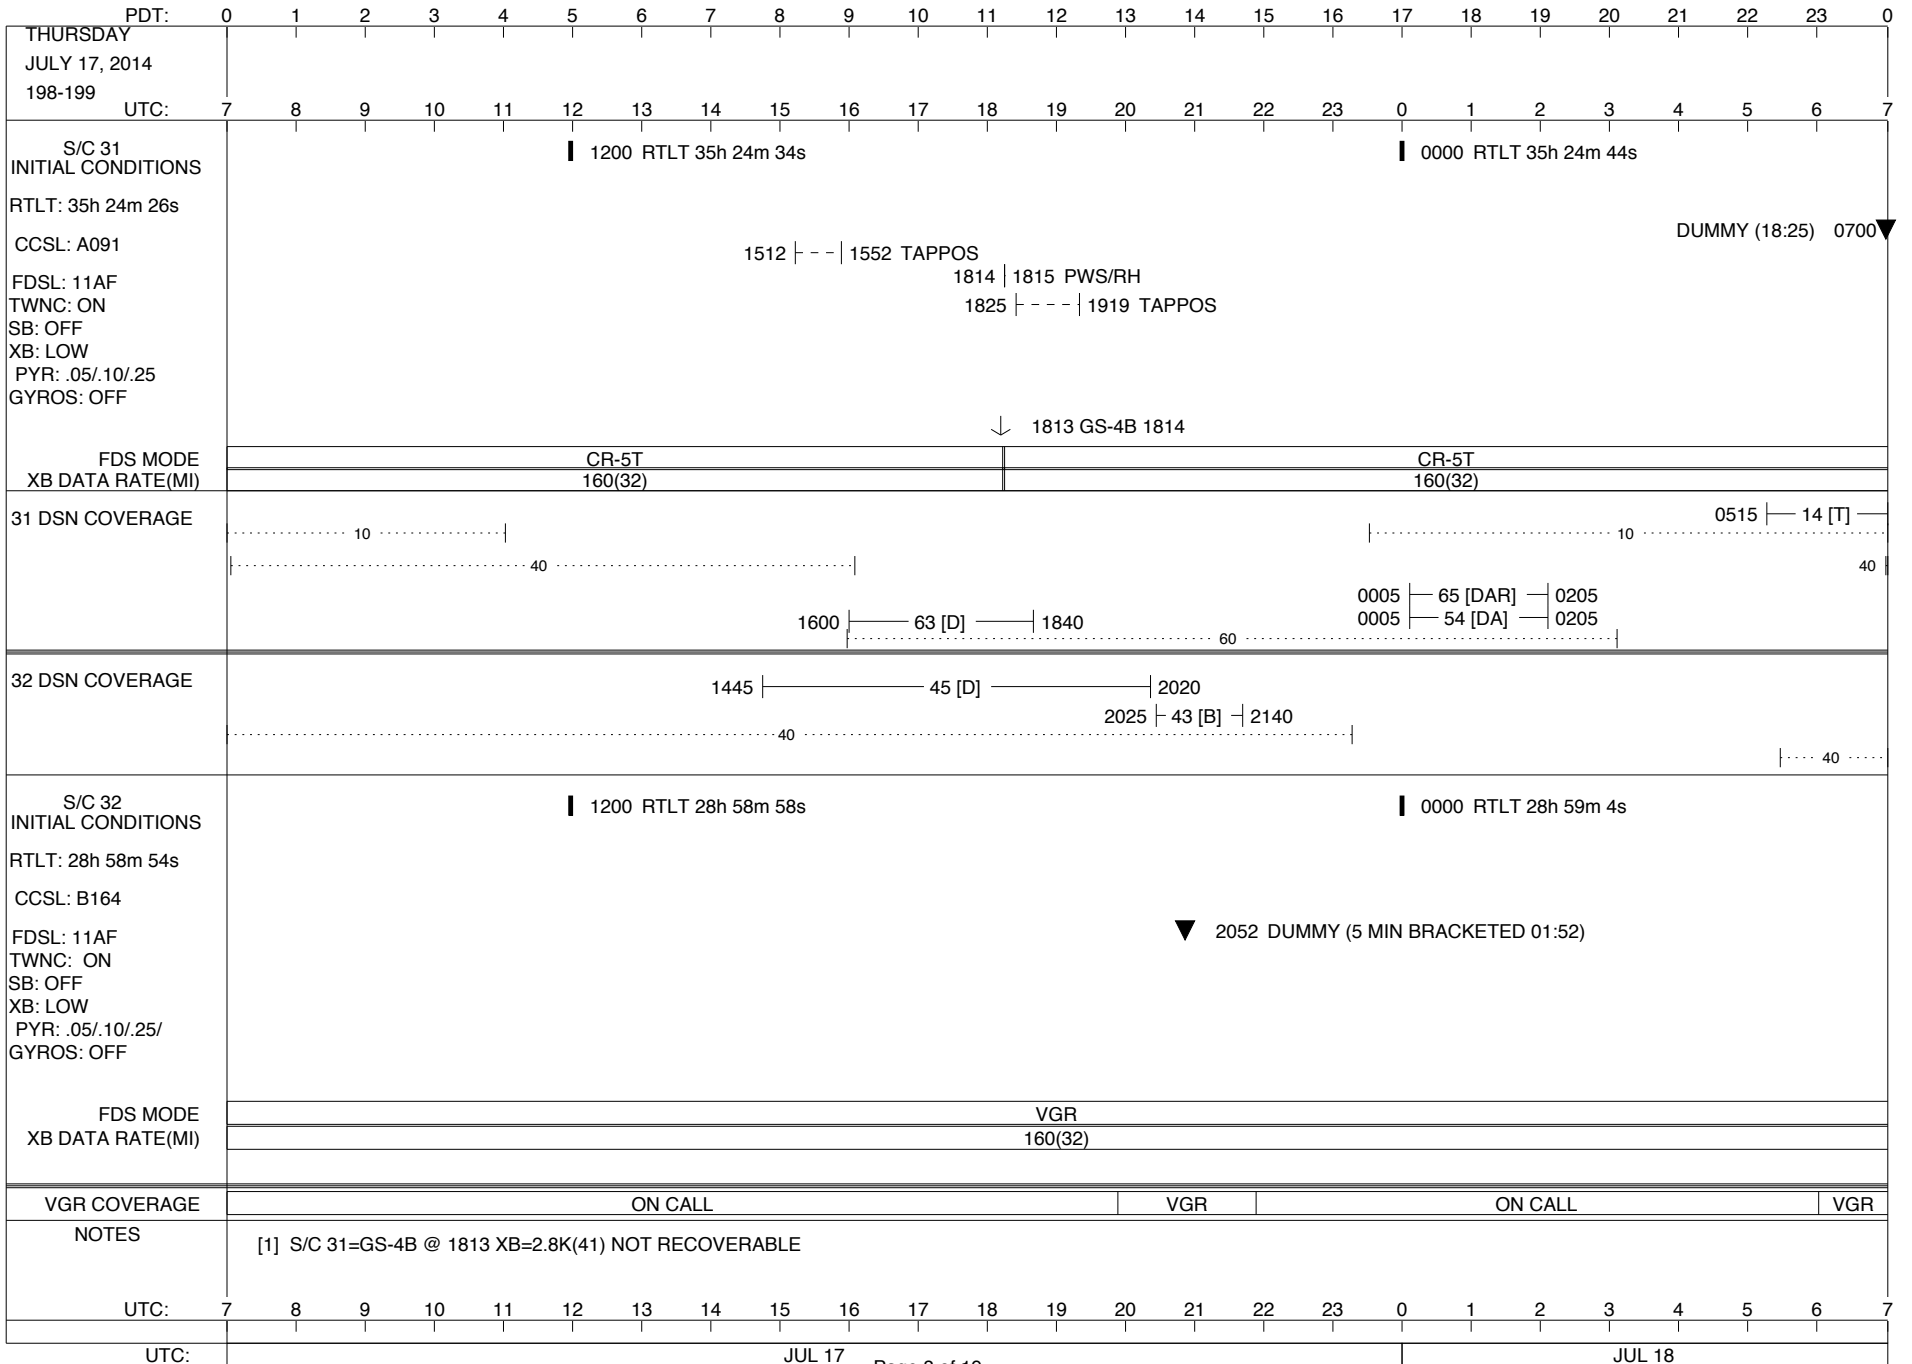 PDT: 0 1 2 3 4 5 6 7 8 9 10 11 12 13 14 15 16 17 18 19 20 21 22 23 0
THURSDAY
JULY 17, 2014
198-199
UTC: 7 8 9 10 11 12 13 14 15 16 17 18 19 20 21 22 23 0 1 2 3 4 5 6 7
S/C 31
INITIAL CONDITIONS
1200 RTLT 35h 24m 34s
0000 RTLT 35h 24m 44s
RTLT: 35h 24m 26s
DUMMY (18:25) 0700
CCSL: A091
1512 1552 TAPPOS
FDSL: 11AF
1814 1815 PWS/RH
TWNC: ON
1825 1919 TAPPOS
SB: OFF
XB: LOW
PYR: .05/.10/.25
GYROS: OFF
1813 GS-4B 1814
FDS MODE CR-5T CR-5T
XB DATA RATE(MI) 160(32) 160(32)
31 DSN COVERAGE
0515 14 [T]
10 10
40 40
0005 65 [DAR] 0205
1600 63 [D] 1840
0005 54 [DA] 0205
60
32 DSN COVERAGE
1445 45 [D] 2020
2025 43 [B] 2140
40
40
S/C 32
INITIAL CONDITIONS
1200 RTLT 28h 58m 58s
0000 RTLT 28h 59m 4s
RTLT: 28h 58m 54s
CCSL: B164
FDSL: 11AF
2052 DUMMY (5 MIN BRACKETED 01:52)
TWNC: ON
SB: OFF
XB: LOW
PYR: .05/.10/.25/
GYROS: OFF
FDS MODE VGR
XB DATA RATE(MI) 160(32)
VGR COVERAGE ON CALL VGR ON CALL VGR
NOTES
[1] S/C 31=GS-4B @ 1813 XB=2.8K(41) NOT RECOVERABLE
UTC: 7 8 9 10 11 12 13 14 15 16 17 18 19 20 21 22 23 0 1 2 3 4 5 6 7
UTC: JUL 17 JUL 18